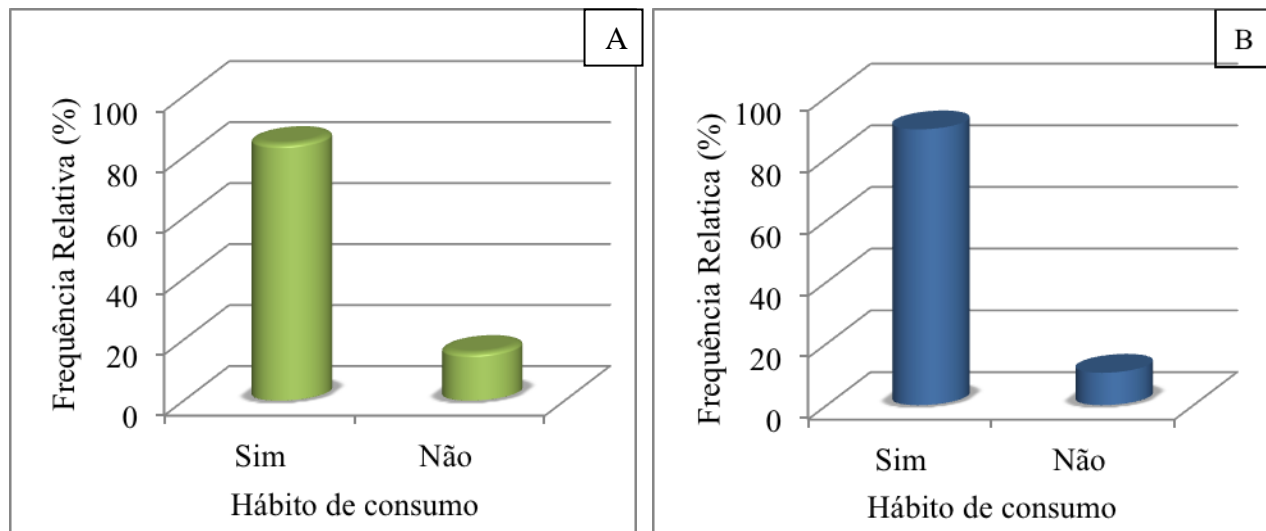 A
Frequência Relativa (%)
100
80
60
40
20
0
Sim
Não
Hábito de consumo
B
Frequência Relatica (%)
100
80
60
40
20
0
Sim
Não
Hábito de consumo